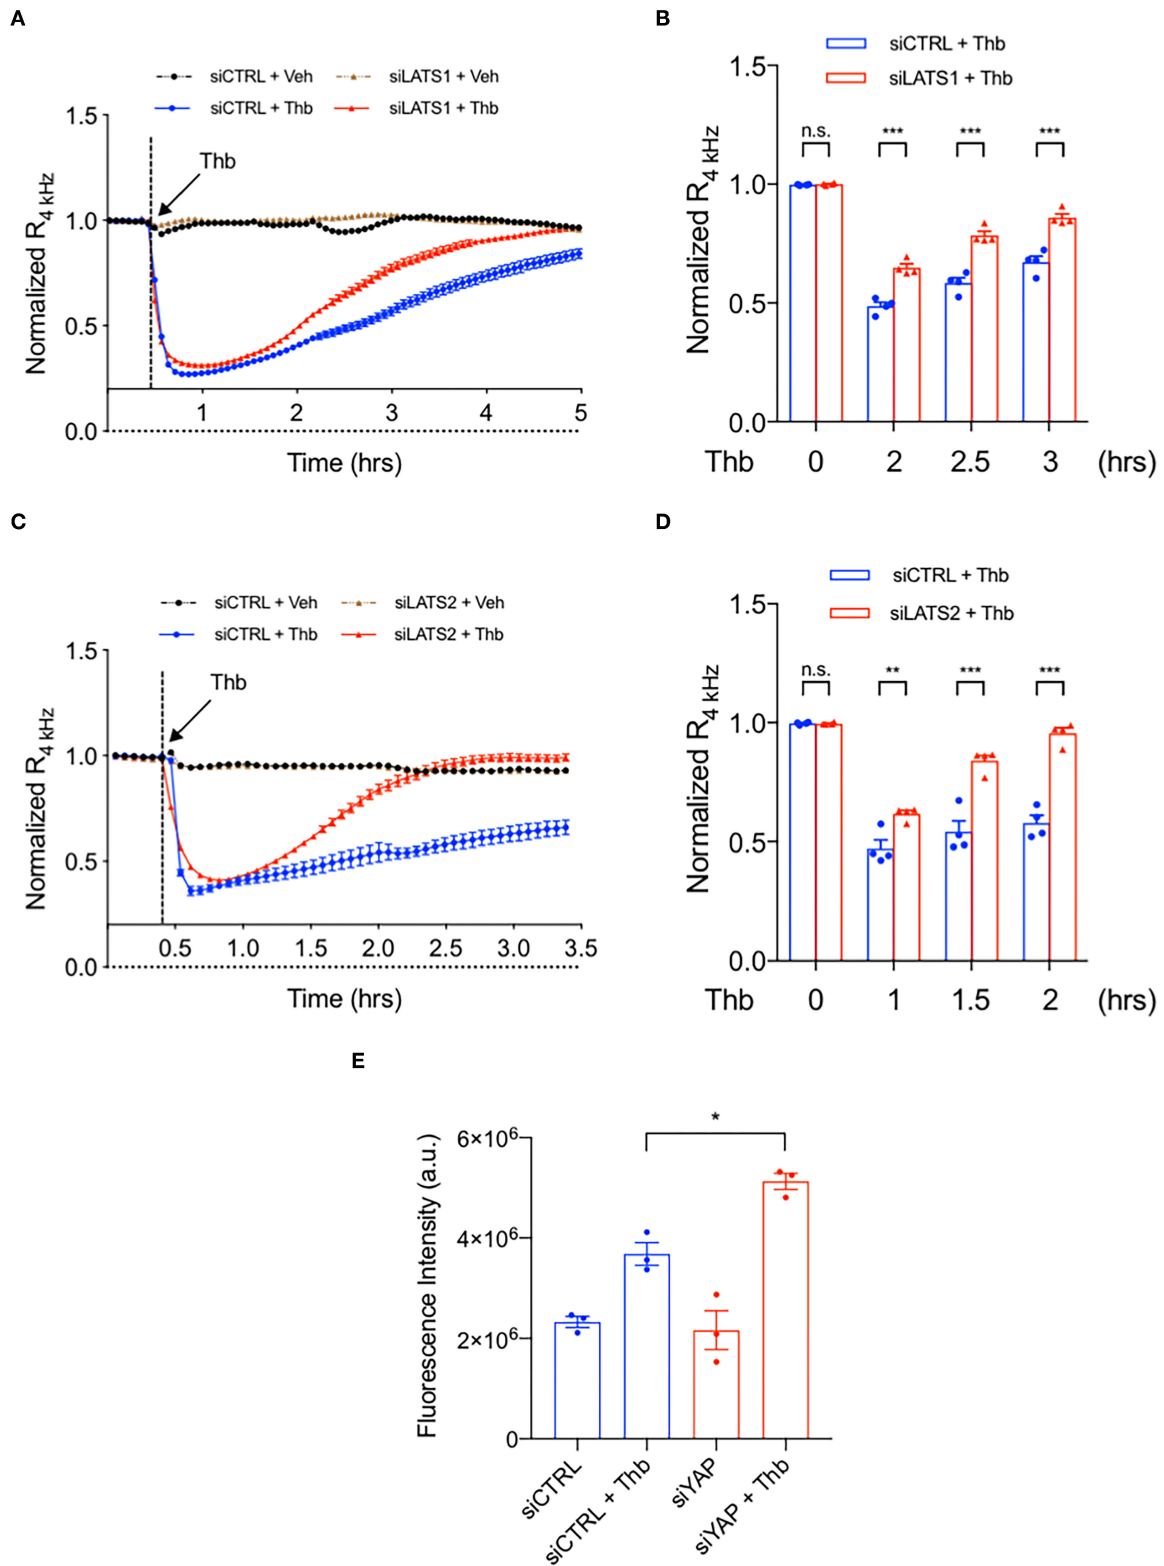 A
siCTRL + Veh siLATS1 + Veh
siCTRL + Thb siLATS1 + Thb
1.5
Thb
1.0
0.5
0.0
Normalized R4 kHz
1 2 3 4 5
Time (hrs)
B
siCTRL + Thb
siLATS1 + Thb
1.5
n.s. *** *** ***
1.0
0.5
0.0
Normalized R4 kHz
Thb 0 2 2.5 3 (hrs)
C
siCTRL + Veh siLATS2 + Veh
siCTRL + Thb siLATS2 + Thb
1.5
Thb
1.0
0.5
0.0
Normalized R4 kHz
0.5 1.0 1.5 2.0 2.5 3.0 3.5
Time (hrs)
D
siCTRL + Thb
siLATS2 + Thb
1.5
n.s. ** *** ***
1.0
0.5
0.0
Normalized R4 kHz
Thb 0 1 1.5 2 (hrs)
E
*
6×10⁶
4×10⁶
2×10⁶
0
Fluorescence Intensity (a.u.)
siCTRL
siCTRL + Thb
siYAP
siYAP + Thb